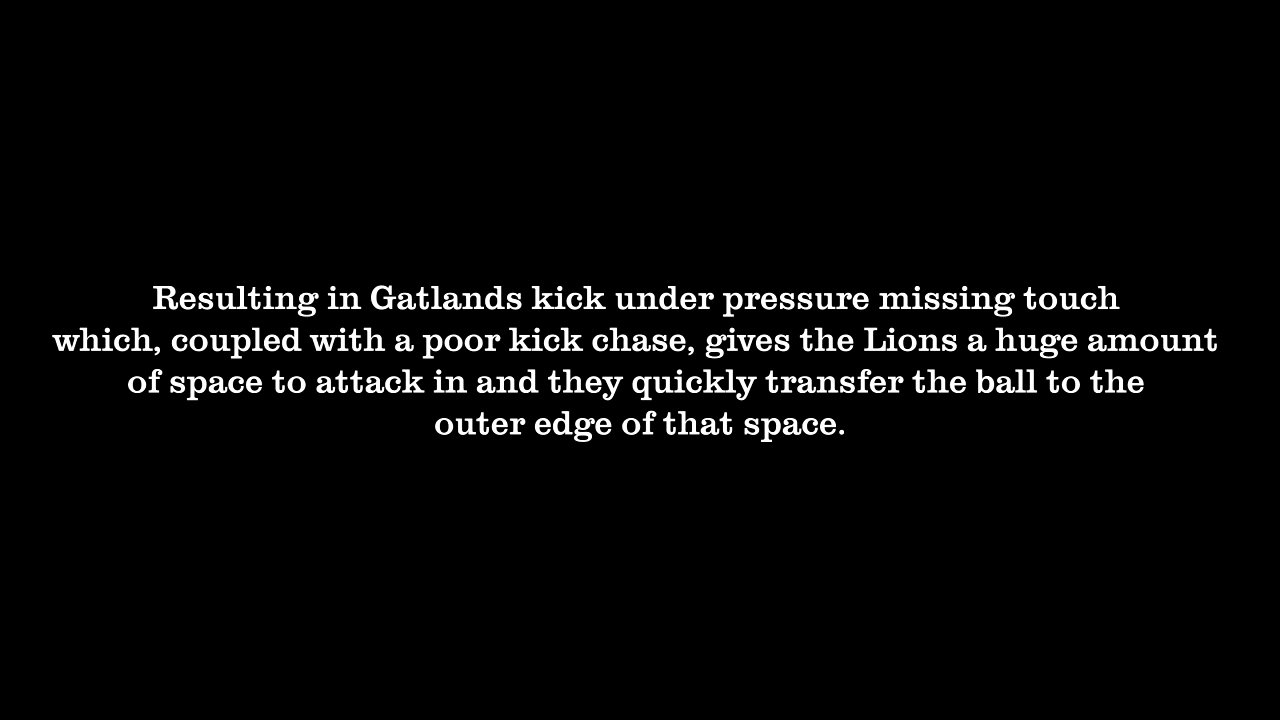 Resulting in Gatlands kick under pressure missing touch
which, coupled with a poor kick chase, gives the Lions a huge amount
of space to attack in and they quickly transfer the ball to the
outer edge of that space.